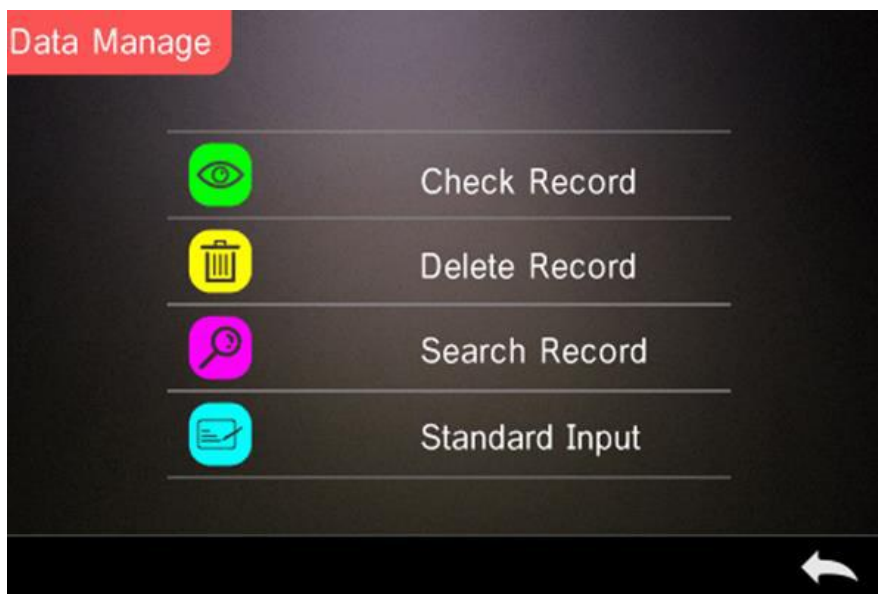 Data Manage
Check Record
Delete Record
Search Record
Standard Input